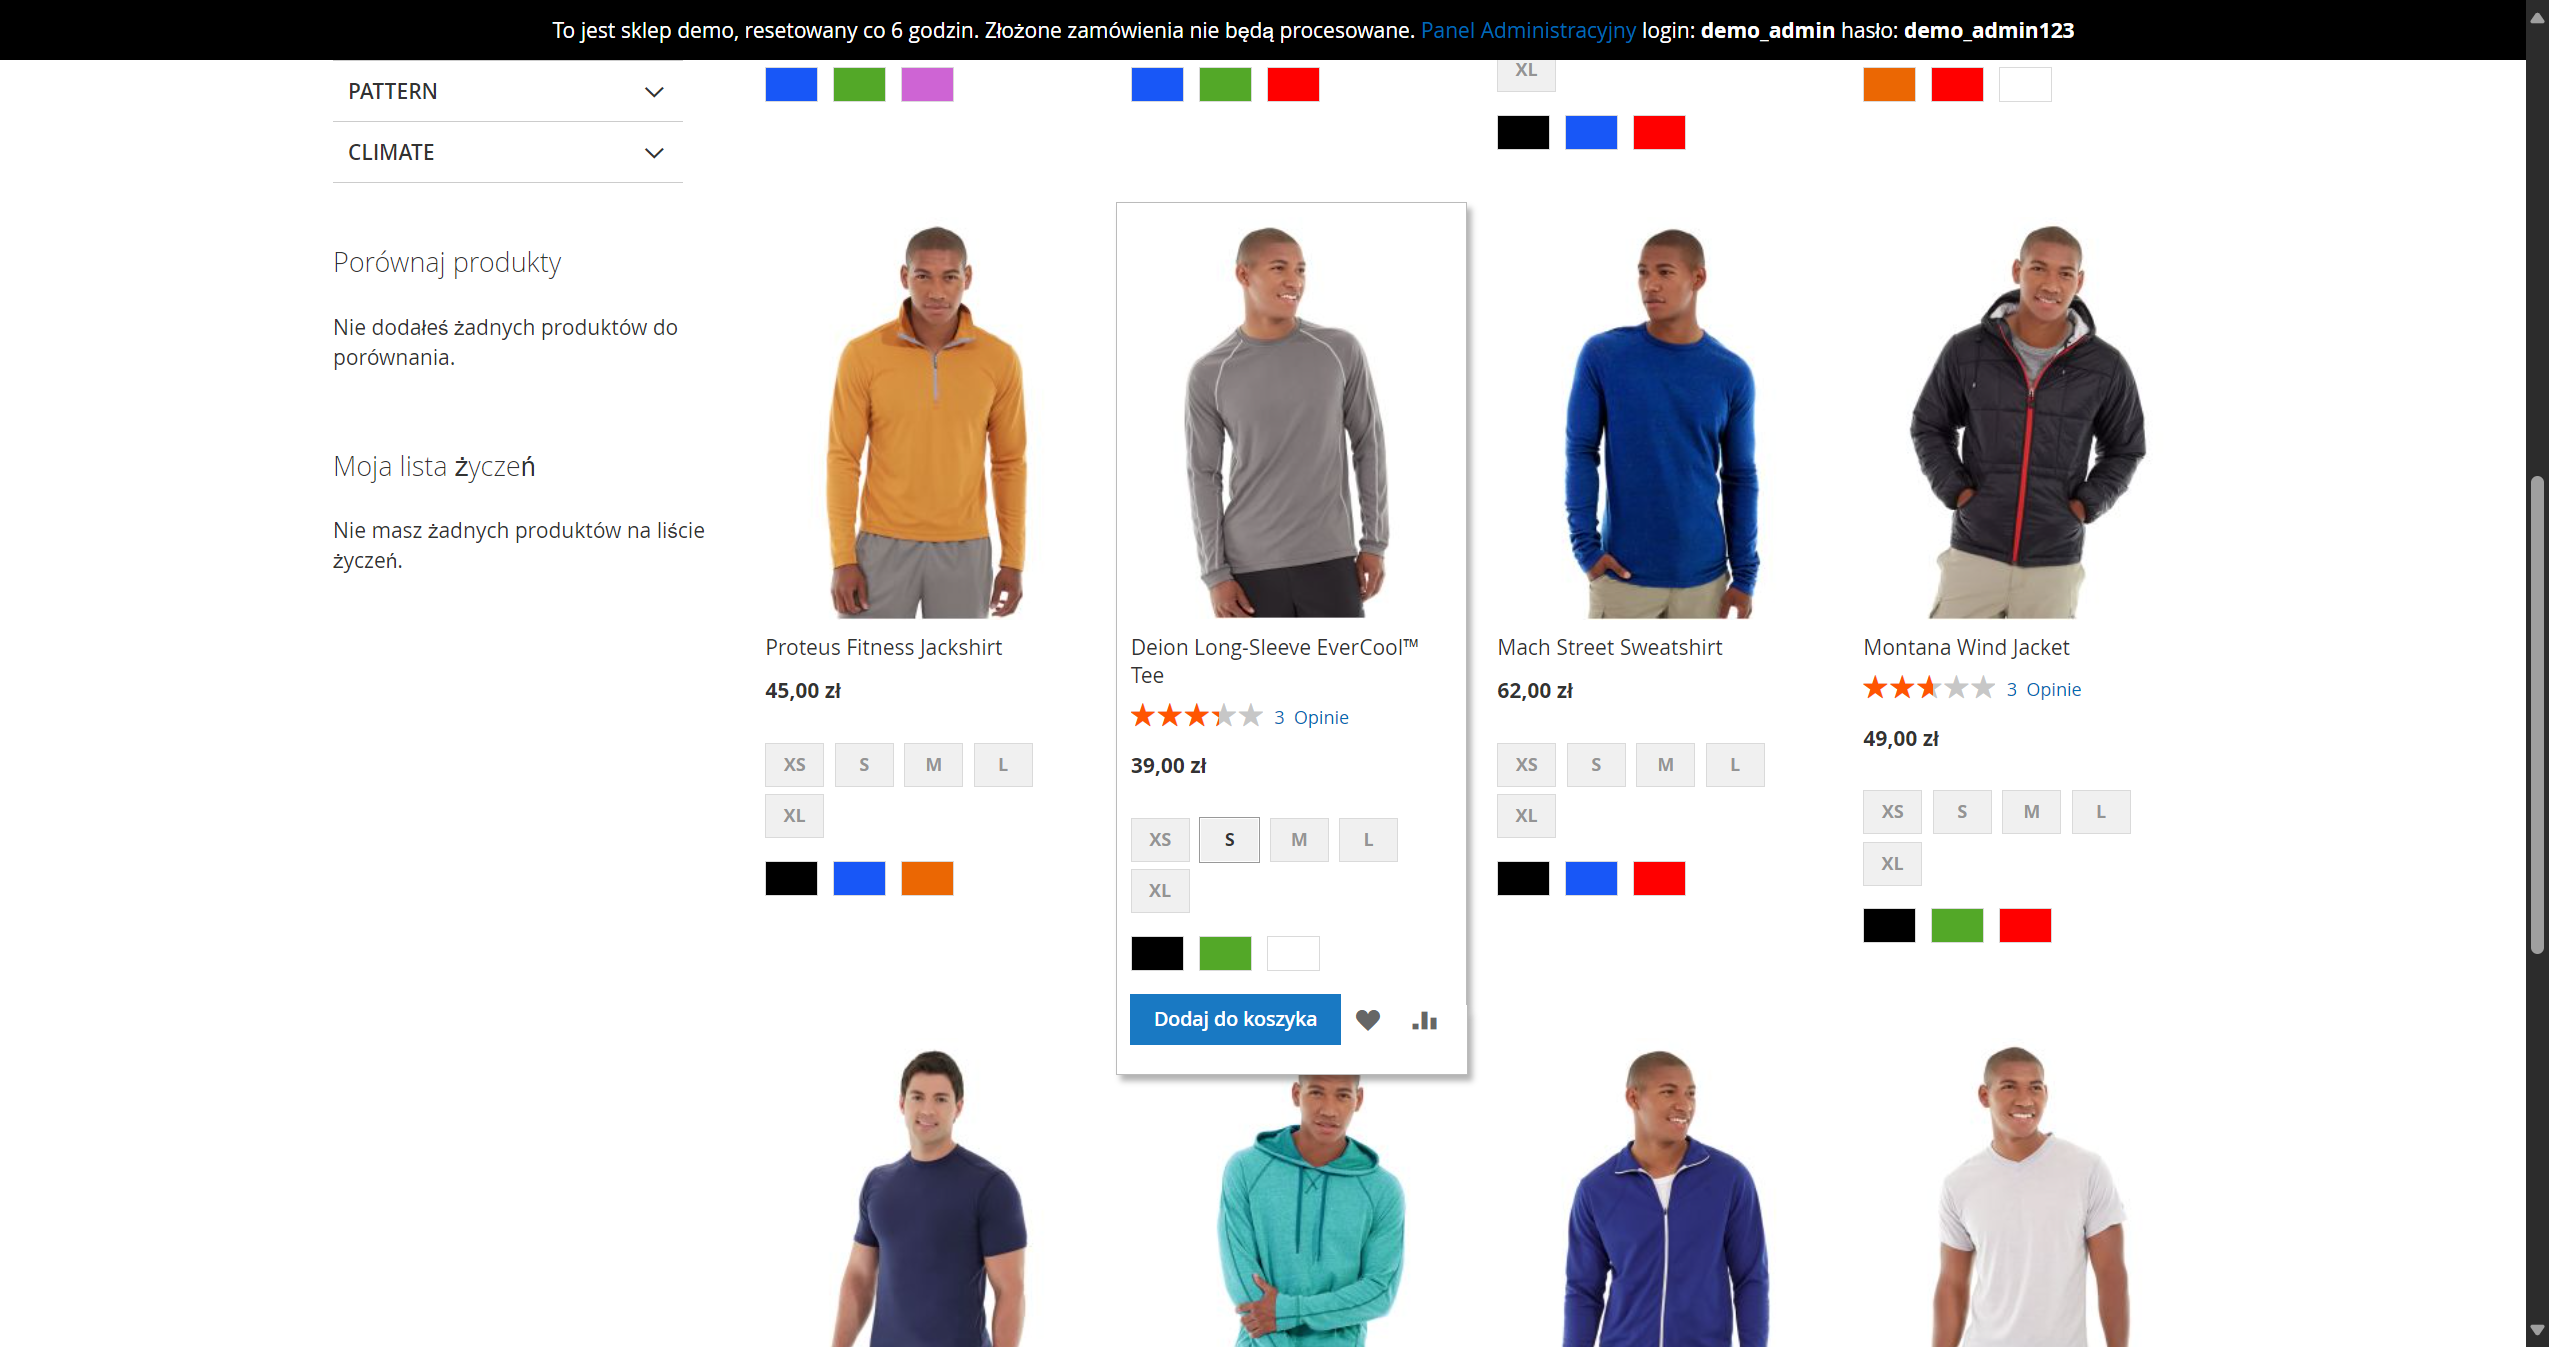 To jest sklep demo, resetowany co 6 godzin. Złożone zamówienia nie będą procesowane. Panel Administracyjny login: demo_admin hasło: demo_admin123
PATTERN
CLIMATE
Porównaj produkty
Nie dodałeś żadnych produktów do
porównania.
Moja lista życzeń
Nie masz żadnych produktów na liście
życzeń.
XL
Proteus Fitness Jackshirt
45,00 zł
XS S M L
XL
Deion Long-Sleeve EverCool™
Tee
3 Opinie
39,00 zł
XS S M L
XL
Dodaj do koszyka
Mach Street Sweatshirt
62,00 zł
XS S M L
XL
Montana Wind Jacket
3 Opinie
49,00 zł
XS S M L
XL